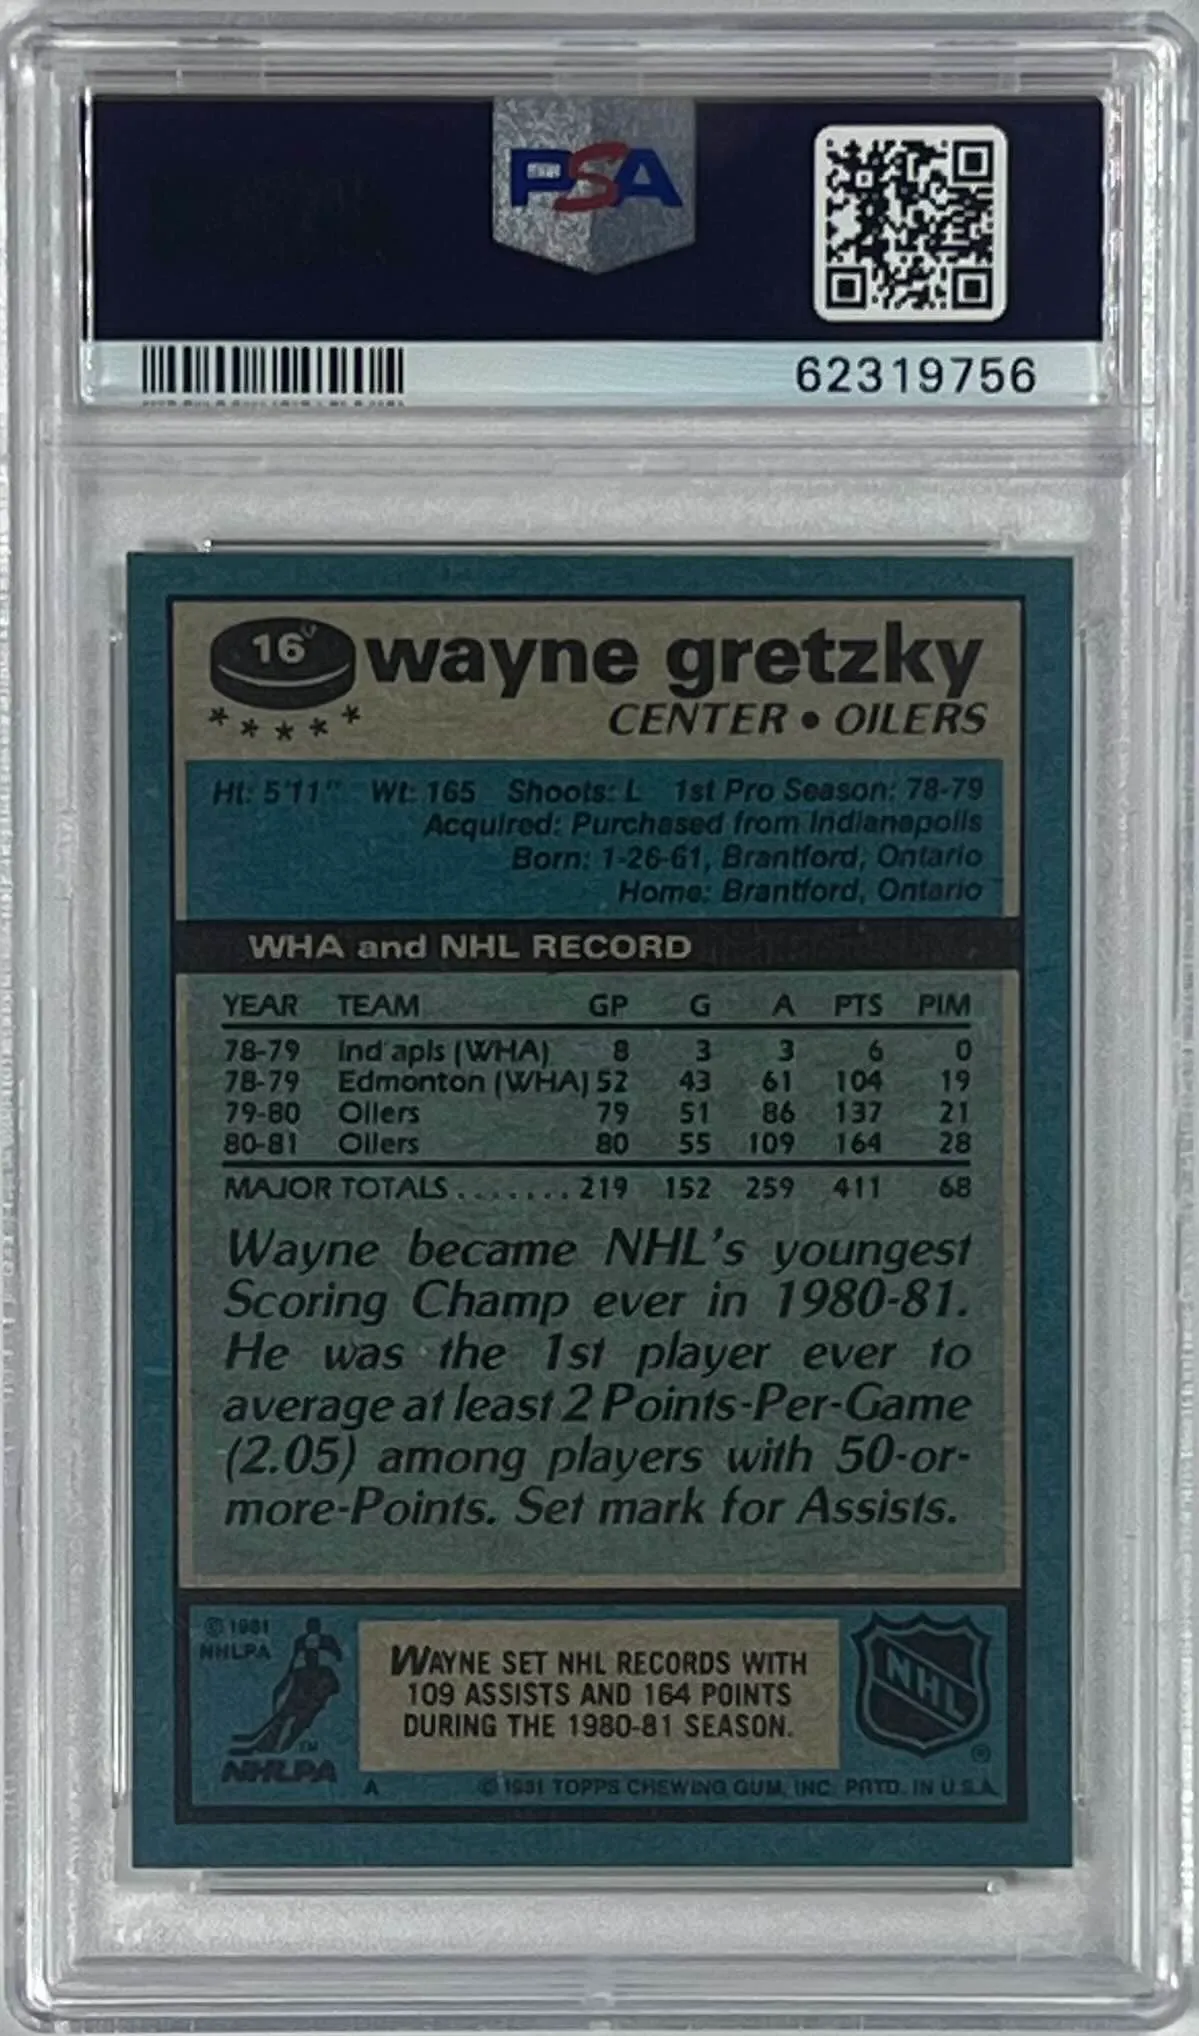 PSA
62319756
16
wayne gretzky
CENTER • OILERS
Ht: 5'11" Wt: 165 Shoots: L 1st Pro Season: 78-79
Acquired: Purchased from Indianapolis
Born: 1-26-61, Brantford, Ontario
Home: Brantford, Ontario
WHA and NHL RECORD
YEAR TEAM GP G A PTS PIM
78-79 Ind'apls (WHA) 8 3 3 6 0
78-79 Edmonton (WHA) 52 43 61 104 19
79-80 Oilers 79 51 86 137 21
80-81 Oilers 80 55 109 164 28
MAJOR TOTALS ....... 219 152 259 411 68
Wayne became NHL's youngest
Scoring Champ ever in 1980-81.
He was the 1st player ever to
average at least 2 Points-Per-Game
(2.05) among players with 50-or-
more-Points. Set mark for Assists.
© 1981
NHLPA
TM
NHLPA
WAYNE SET NHL RECORDS WITH
109 ASSISTS AND 164 POINTS
DURING THE 1980-81 SEASON.
NHL
®
A © 1981 TOPPS CHEWING GUM, INC. PRTD. IN U.S.A.